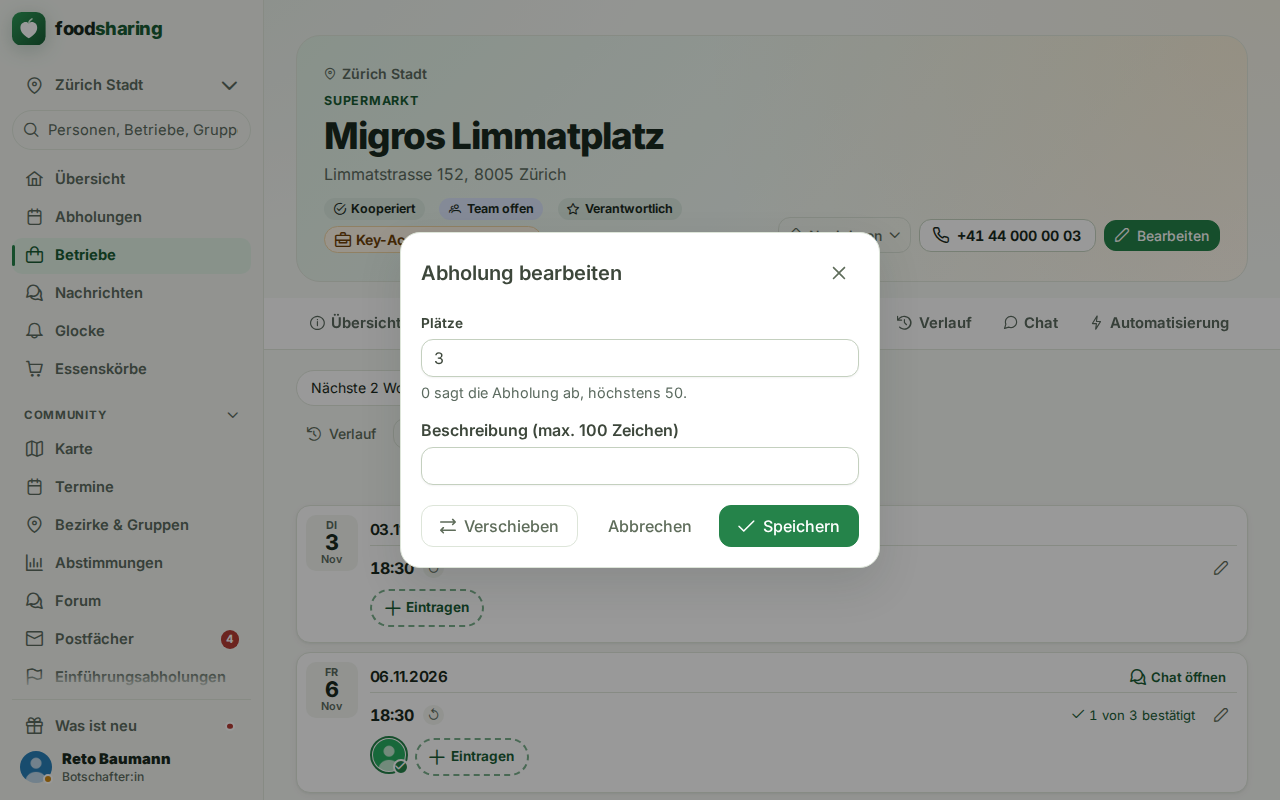 foodsharing
Zürich Stadt
Personen, Betriebe, Grupp
Übersicht
Abholungen
Betriebe
Nachrichten
Glocke
Essenskörbe
COMMUNITY
Karte
Termine
Bezirke & Gruppen
Abstimmungen
Forum
Postfächer 4
Einführungsabholungen
Was ist neu
Reto Baumann
Botschafter:in
Zürich Stadt
SUPERMARKT
Migros Limmatplatz
Limmatstrasse 152, 8005 Zürich
Kooperiert Team offen Verantwortlich
+41 44 000 00 03 Bearbeiten
Übersicht Verlauf Chat Automatisierung
Nächste 2
Verlauf
Abholung bearbeiten
Plätze
3
0 sagt die Abholung ab, höchstens 50.
Beschreibung (max. 100 Zeichen)
Verschieben Abbrechen Speichern
DI
3
Nov
18:30
Eintragen
FR
6
Nov
06.11.2026 Chat öffnen
18:30 1 von 3 bestätigt
Eintragen